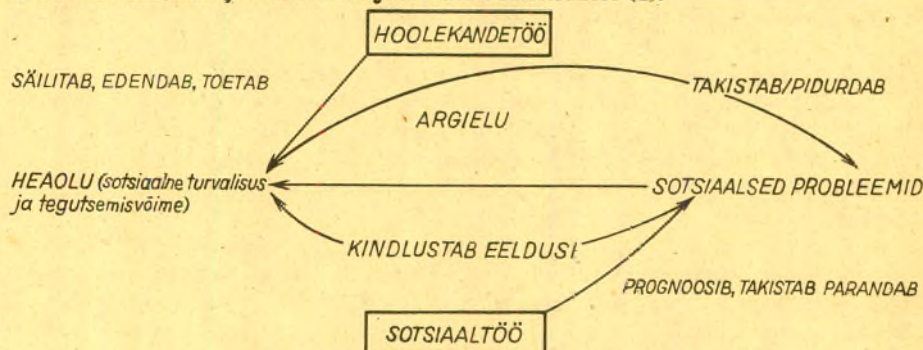 HOOLEKANDETÖÖ
SÄILITAB, EDENDAB, TOETAB
TAKISTAB/PIDURDAB
ARGIELU
HEAOLU (sotsiaalne turvalisus
ja tegutsemisvõime)
SOTSIAALSED PROBLEEMID
KINDLUSTAB EELDUSI
PROGNOOSIB, TAKISTAB PARANDAB
SOTSIAALTÖÖ